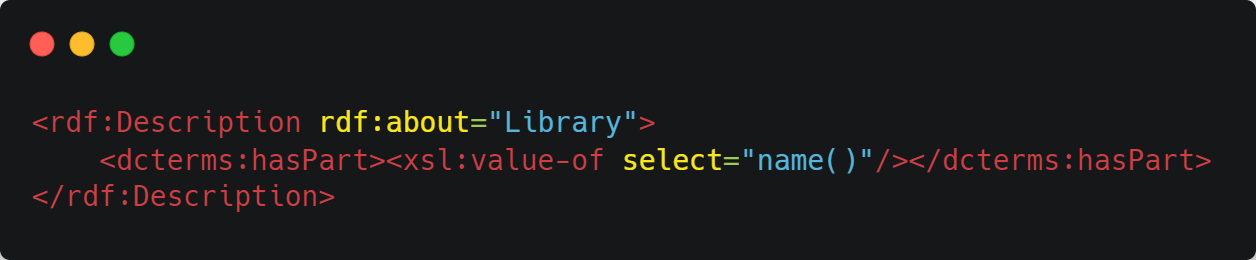 <rdf:Description rdf:about="Library">
    <dcterms:hasPart><xsl:value-of select="name()"/></dcterms:hasPart>
</rdf:Description>